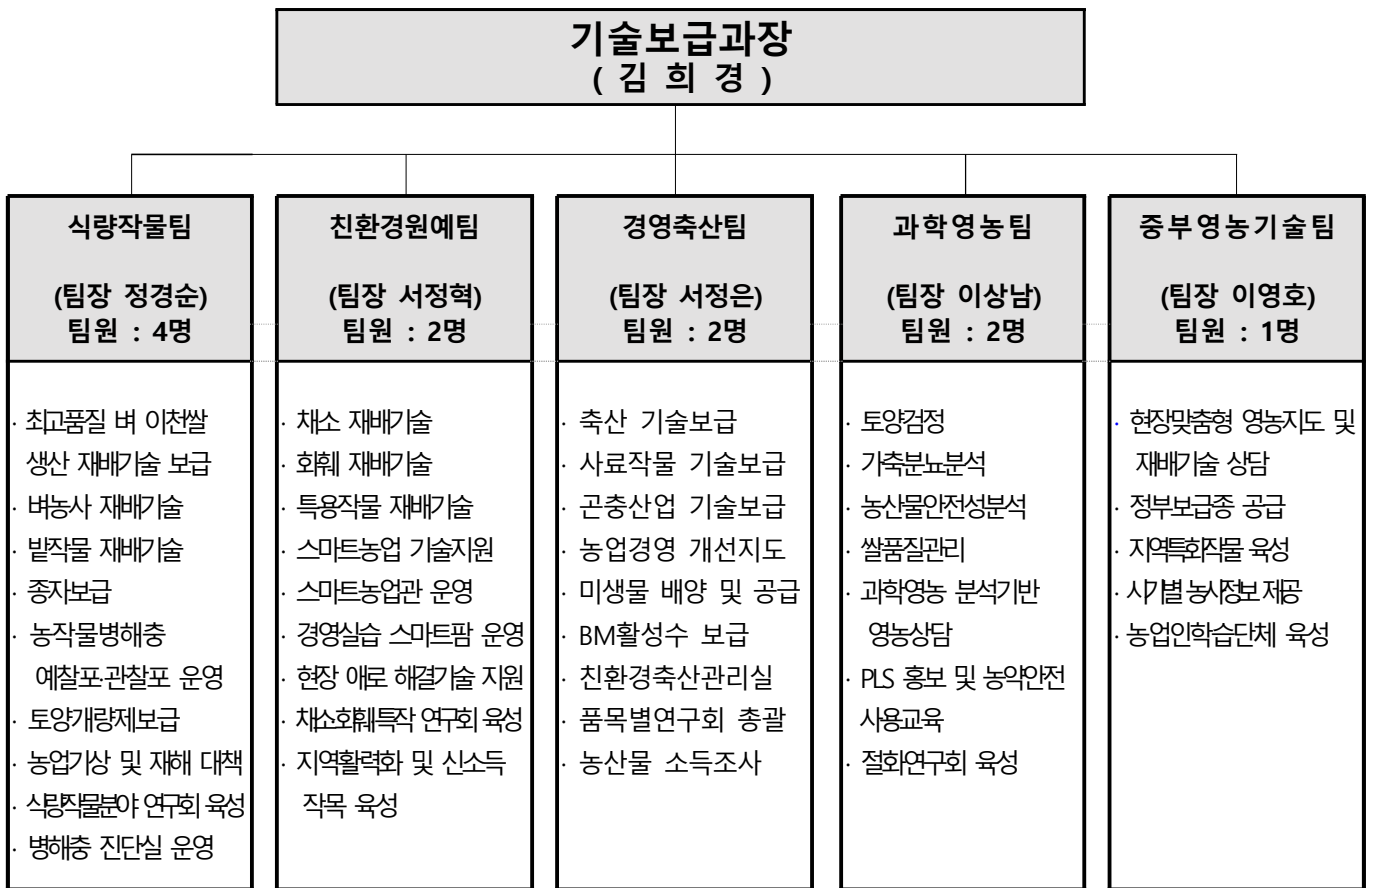 기술보급과장
( 김 희 경 )
식량작물팀
(팀장 정경순)
팀원 : 4명
· 최고품질 벼 이천쌀
생산 재배기술 보급
· 벼농사 재배기술
· 밭작물 재배기술
· 종자보급
· 농작물병해충
예찰포·관찰포 운영
· 토양개량제보급
· 농업기상 및 재해 대책
· 식량작물분야 연구회 육성
· 병해충 진단실 운영
친환경원예팀
(팀장 서정혁)
팀원 : 2명
· 채소 재배기술
· 화훼 재배기술
· 특용작물 재배기술
· 스마트농업 기술지원
· 스마트농업관 운영
· 경영실습 스마트팜 운영
· 현장 애로 해결기술 지원
· 채소화훼특작 연구회 육성
· 지역활력화 및 신소득
작목 육성
경영축산팀
(팀장 서정은)
팀원 : 2명
· 축산 기술보급
· 사료작물 기술보급
· 곤충산업 기술보급
· 농업경영 개선지도
· 미생물 배양 및 공급
· BM활성수 보급
· 친환경축산관리실
· 품목별연구회 총괄
· 농산물 소득조사
과학영농팀
(팀장 이상남)
팀원 : 2명
· 토양검정
· 가축분뇨분석
· 농산물안전성분석
· 쌀품질관리
· 과학영농 분석기반
영농상담
· PLS 홍보 및 농약안전
사용교육
· 절화연구회 육성
중부영농기술팀
(팀장 이영호)
팀원 : 1명
· 현장맞춤형 영농지도 및
재배기술 상담
· 정부보급종 공급
· 지역특화작물 육성
· 시기별 농사정보 제공
· 농업인학습단체 육성